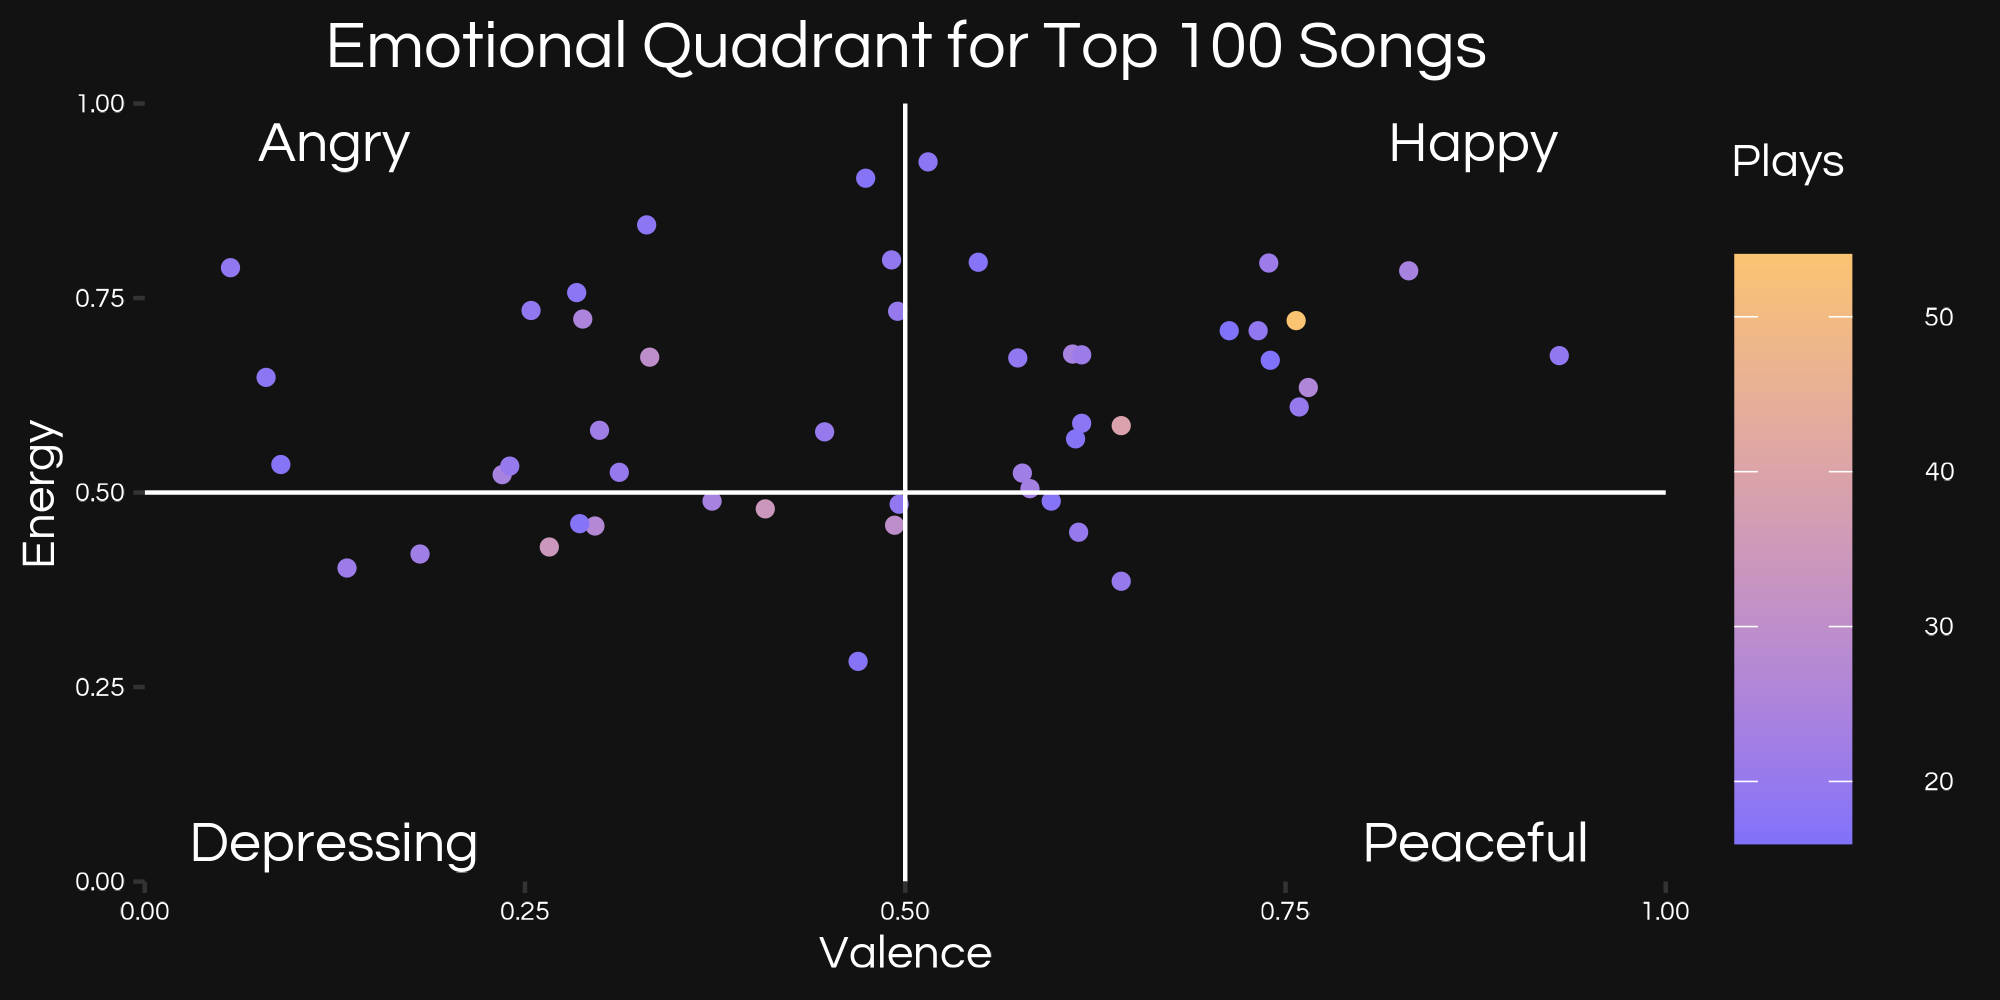 Emotional Quadrant for Top 100 Songs
1.00
Angry
Happy
Plays
0.75
50
40
Energy
0.50
30
0.25
20
Depressing
Peaceful
0.00
0.00 0.25 0.50 0.75 1.00
Valence